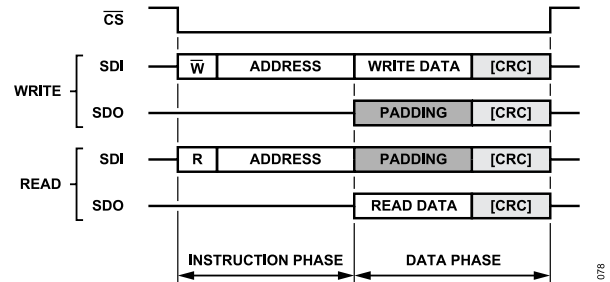 CS
SDI W ADDRESS WRITE DATA [CRC]
WRITE
SDO PADDING [CRC]
SDI R ADDRESS PADDING [CRC]
READ
SDO READ DATA [CRC]
INSTRUCTION PHASE DATA PHASE
078